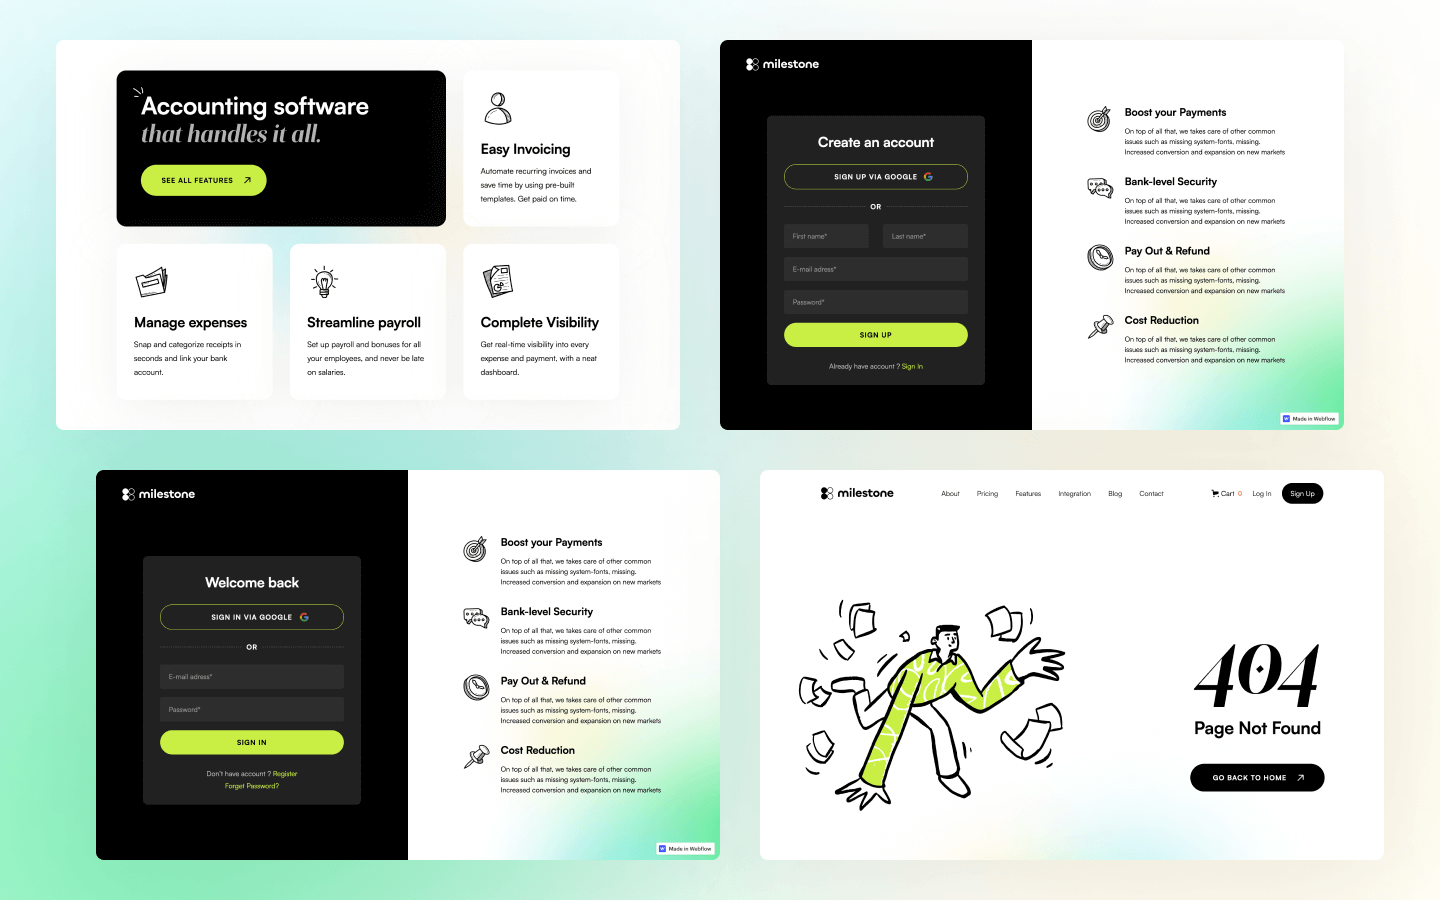 Accounting software
that handles it all.
SEE ALL FEATURES
Easy Invoicing
Automate recurring invoices and
save time by using pre-built
templates. Get paid on time.
Manage expenses
Snap and categorize receipts in
seconds and link your bank
account.
Streamline payroll
Set up payroll and bonuses for all
your employees, and never be late
on salaries.
Complete Visibility
Get real-time visibility into every
expense and payment, with a neat
dashboard.
milestone
Create an account
SIGN UP VIA GOOGLE
OR
First name*
Last name*
E-mail adress*
Password*
SIGN UP
Already have account ? Sign In
Boost your Payments
On top of all that, we takes care of other common
issues such as missing system-fonts, missing.
Increased conversion and expansion on new markets
Bank-level Security
On top of all that, we takes care of other common
issues such as missing system-fonts, missing.
Increased conversion and expansion on new markets
Pay Out & Refund
On top of all that, we takes care of other common
issues such as missing system-fonts, missing.
Increased conversion and expansion on new markets
Cost Reduction
On top of all that, we takes care of other common
issues such as missing system-fonts, missing.
Increased conversion and expansion on new markets
Made in Webflow
milestone
Welcome back
SIGN IN VIA GOOGLE
OR
E-mail adress*
Password*
SIGN IN
Don't have account ? Register
Forget Password?
Boost your Payments
On top of all that, we takes care of other common
issues such as missing system-fonts, missing.
Increased conversion and expansion on new markets
Bank-level Security
On top of all that, we takes care of other common
issues such as missing system-fonts, missing.
Increased conversion and expansion on new markets
Pay Out & Refund
On top of all that, we takes care of other common
issues such as missing system-fonts, missing.
Increased conversion and expansion on new markets
Cost Reduction
On top of all that, we takes care of other common
issues such as missing system-fonts, missing.
Increased conversion and expansion on new markets
Made in Webflow
milestone
About
Pricing
Features
Integration
Blog
Contact
Cart 0
Log In
Sign Up
404
Page Not Found
GO BACK TO HOME